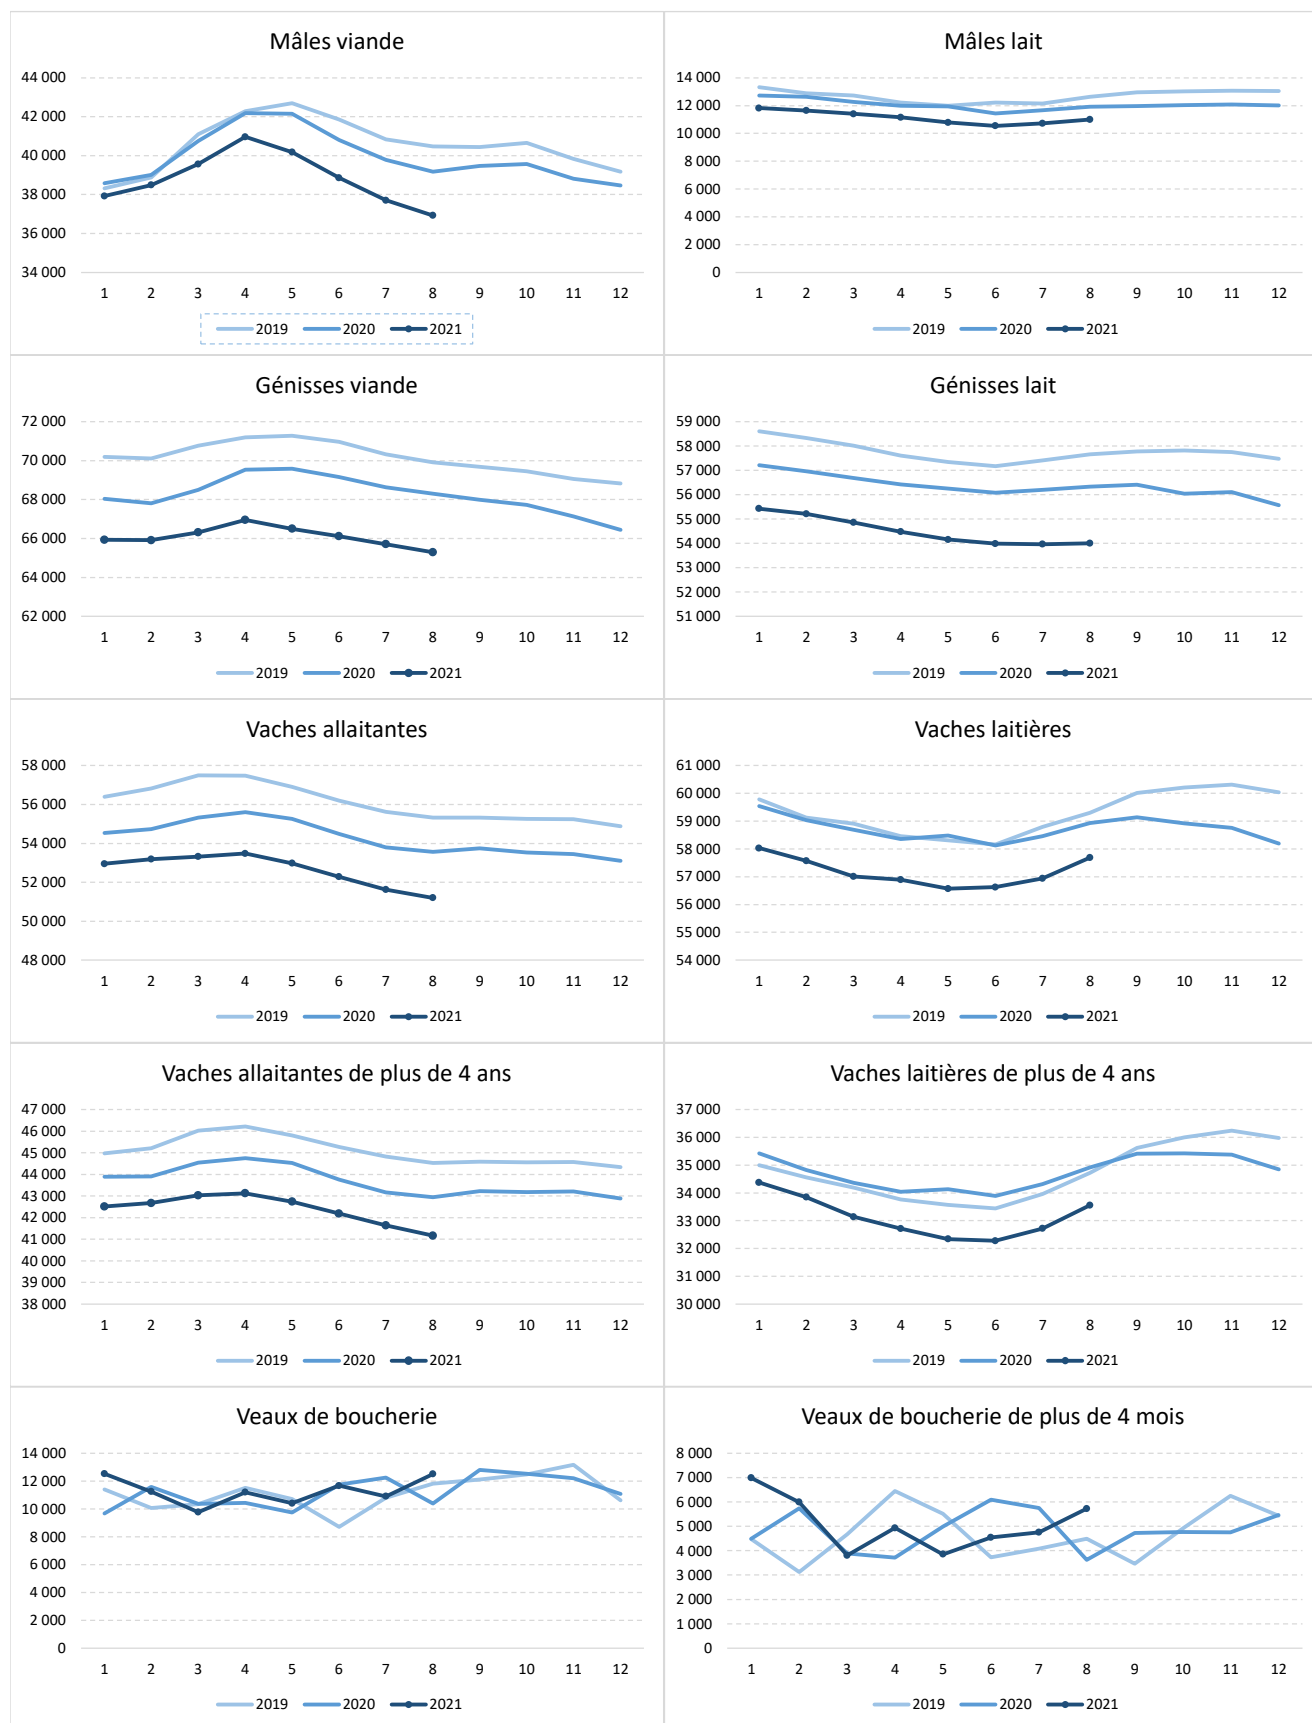 Mâles viande
44 000
42 000
40 000
38 000
36 000
34 000
1 2 3 4 5 6 7 8 9 10 11 12
2019 2020 2021
Mâles lait
14 000
12 000
10 000
8 000
6 000
4 000
2 000
0
1 2 3 4 5 6 7 8 9 10 11 12
2019 2020 2021
Génisses viande
72 000
70 000
68 000
66 000
64 000
62 000
1 2 3 4 5 6 7 8 9 10 11 12
2019 2020 2021
Génisses lait
59 000
58 000
57 000
56 000
55 000
54 000
53 000
52 000
51 000
1 2 3 4 5 6 7 8 9 10 11 12
2019 2020 2021
Vaches allaitantes
58 000
56 000
54 000
52 000
50 000
48 000
1 2 3 4 5 6 7 8 9 10 11 12
2019 2020 2021
Vaches laitières
61 000
60 000
59 000
58 000
57 000
56 000
55 000
54 000
1 2 3 4 5 6 7 8 9 10 11 12
2019 2020 2021
Vaches allaitantes de plus de 4 ans
47 000
46 000
45 000
44 000
43 000
42 000
41 000
40 000
39 000
38 000
1 2 3 4 5 6 7 8 9 10 11 12
2019 2020 2021
Vaches laitières de plus de 4 ans
37 000
36 000
35 000
34 000
33 000
32 000
31 000
30 000
1 2 3 4 5 6 7 8 9 10 11 12
2019 2020 2021
Veaux de boucherie
14 000
12 000
10 000
8 000
6 000
4 000
2 000
0
1 2 3 4 5 6 7 8 9 10 11 12
2019 2020 2021
Veaux de boucherie de plus de 4 mois
8 000
7 000
6 000
5 000
4 000
3 000
2 000
1 000
0
1 2 3 4 5 6 7 8 9 10 11 12
2019 2020 2021